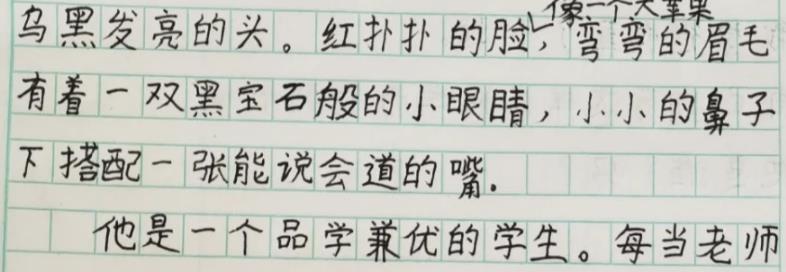 乌黑发亮的头。红扑扑的脸像一个大苹果，弯弯的眉毛
有着一双黑宝石般的小眼睛，小小的鼻子
下搭配一张能说会道的嘴.
他是一个品学兼优的学生。每当老师